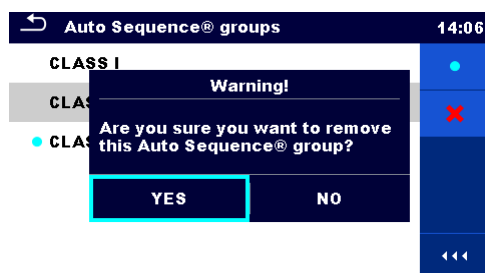 Auto Sequence® groups 14:06
CLASS I
Warning!
Are you sure you want to remove
this Auto Sequence® group?
YES NO